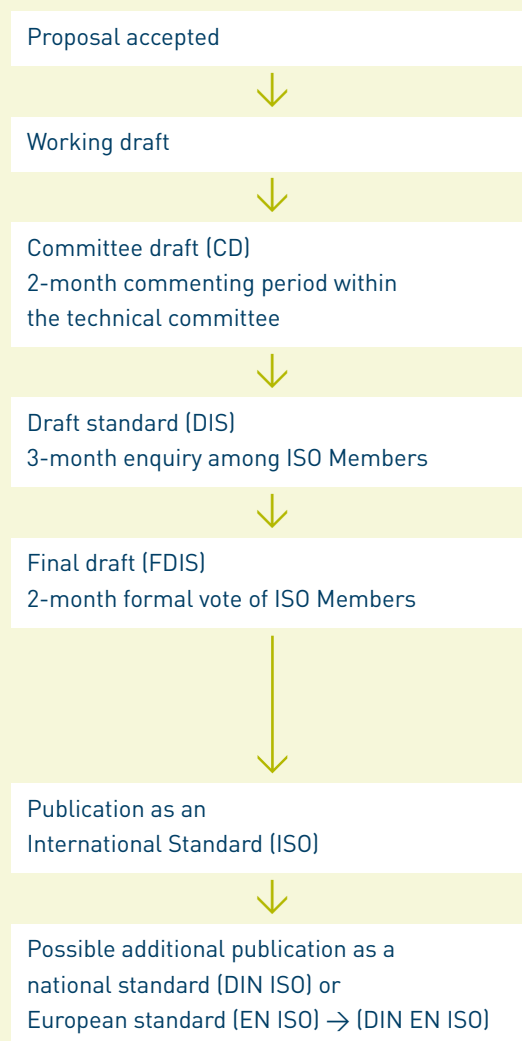 Proposal accepted
Working draft
Committee draft (CD)
2-month commenting period within
the technical committee
Draft standard (DIS)
3-month enquiry among ISO Members
Final draft (FDIS)
2-month formal vote of ISO Members
Publication as an
International Standard (ISO)
Possible additional publication as a
national standard (DIN ISO) or
European standard (EN ISO) → (DIN EN ISO)